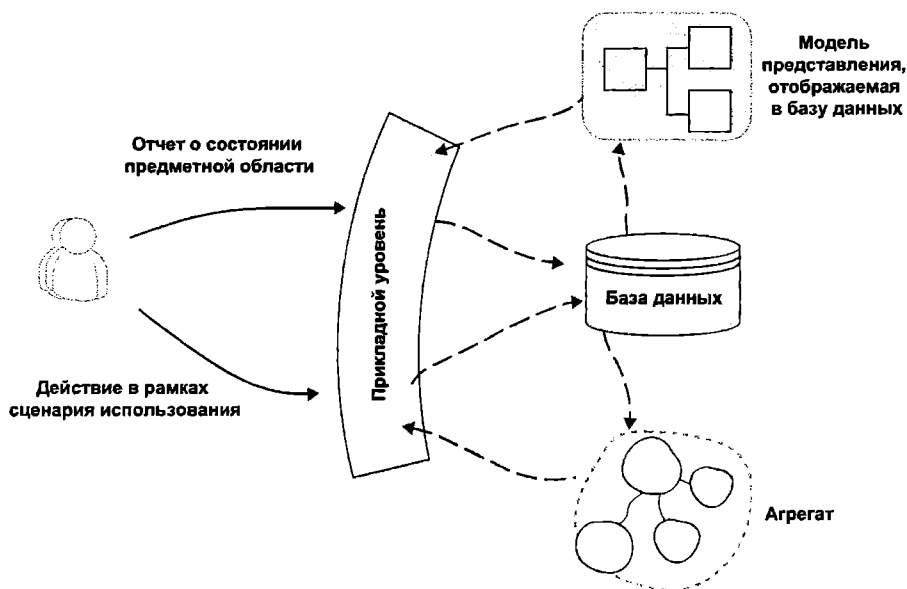 Модель
представления,
отображаемая
в базу данных
Отчет о состоянии
предметной области
Прикладной уровень
База данных
Действие в рамках
сценария использования
Агрегат